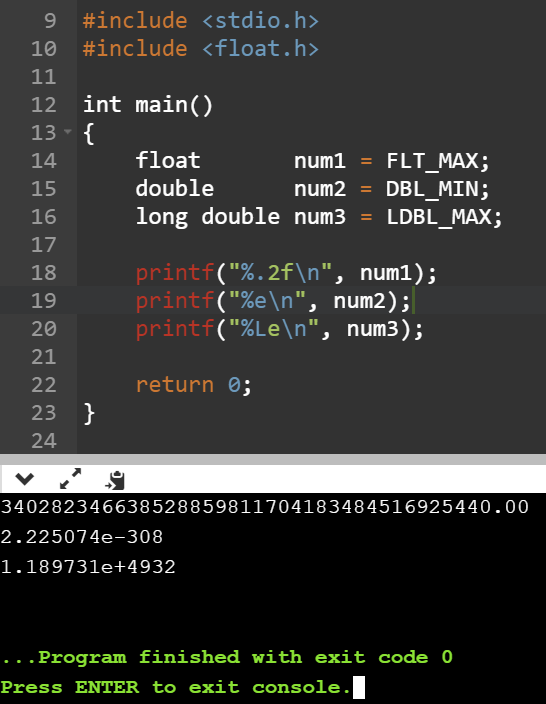 9 #include <stdio.h>
10 #include <float.h>
11
12 int main()
13 {
14     float       num1 = FLT_MAX;
15     double      num2 = DBL_MIN;
16     long double num3 = LDBL_MAX;
17
18     printf("%.2f\n", num1);
19     printf("%e\n", num2);
20     printf("%Le\n", num3);
21
22     return 0;
23 }
24
340282346638528859811704183484516925440.00
2.225074e-308
1.189731e+4932
...Program finished with exit code 0
Press ENTER to exit console.